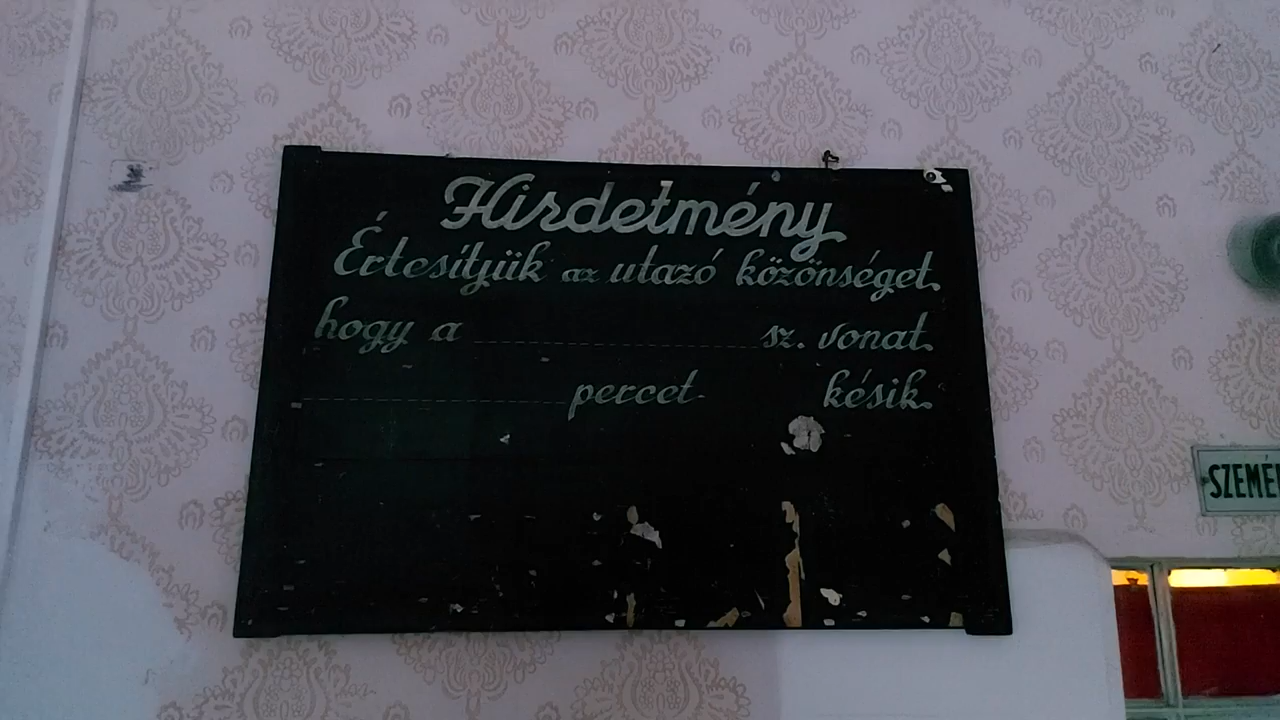 Hirdetmény
Értesítjük az utazó közönséget,
hogy a ............ sz. vonat
............ percet késik.
SZEMÉ